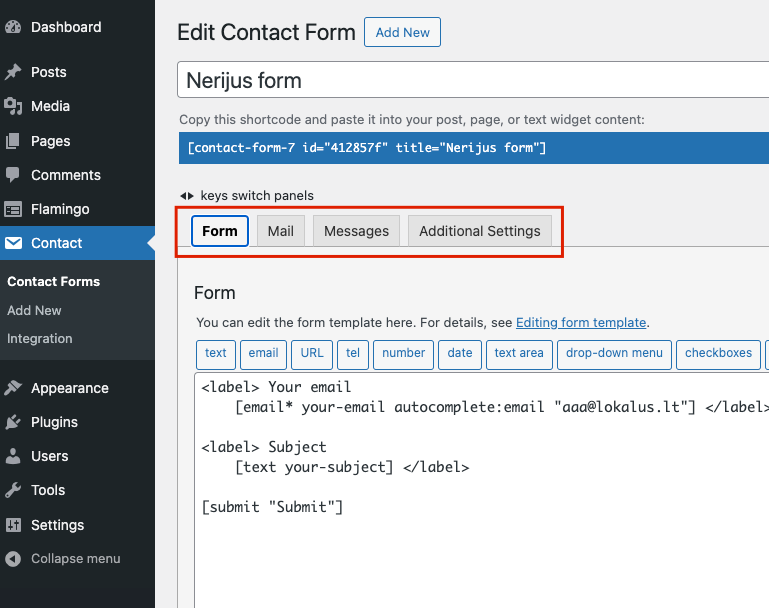 Dashboard
Posts
Media
Pages
Comments
Flamingo
Contact
Contact Forms
Add New
Integration
Appearance
Plugins
Users
Tools
Settings
Collapse menu
Edit Contact Form
Add New
Nerijus form
Copy this shortcode and paste it into your post, page, or text widget content:
[contact-form-7 id="412857f" title="Nerijus form"]
keys switch panels
Form Mail Messages Additional Settings
Form
You can edit the form template here. For details, see Editing form template.
text email URL tel number date text area drop-down menu checkboxes
<label> Your email
[email* your-email autocomplete:email "aaa@lokalus.lt"] </label>
<label> Subject
[text your-subject] </label>
[submit "Submit"]